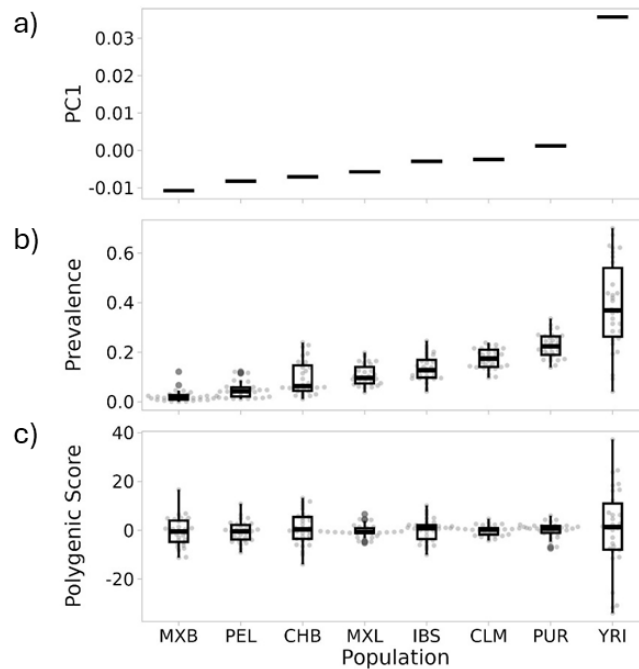 a)
0.03
0.02
0.01
0.00
-0.01
PC1
b)
0.6
0.4
0.2
0.0
Prevalence
c)
40
20
0
-20
Polygenic Score
MXB PEL CHB MXL IBS CLM PUR YRI
Population